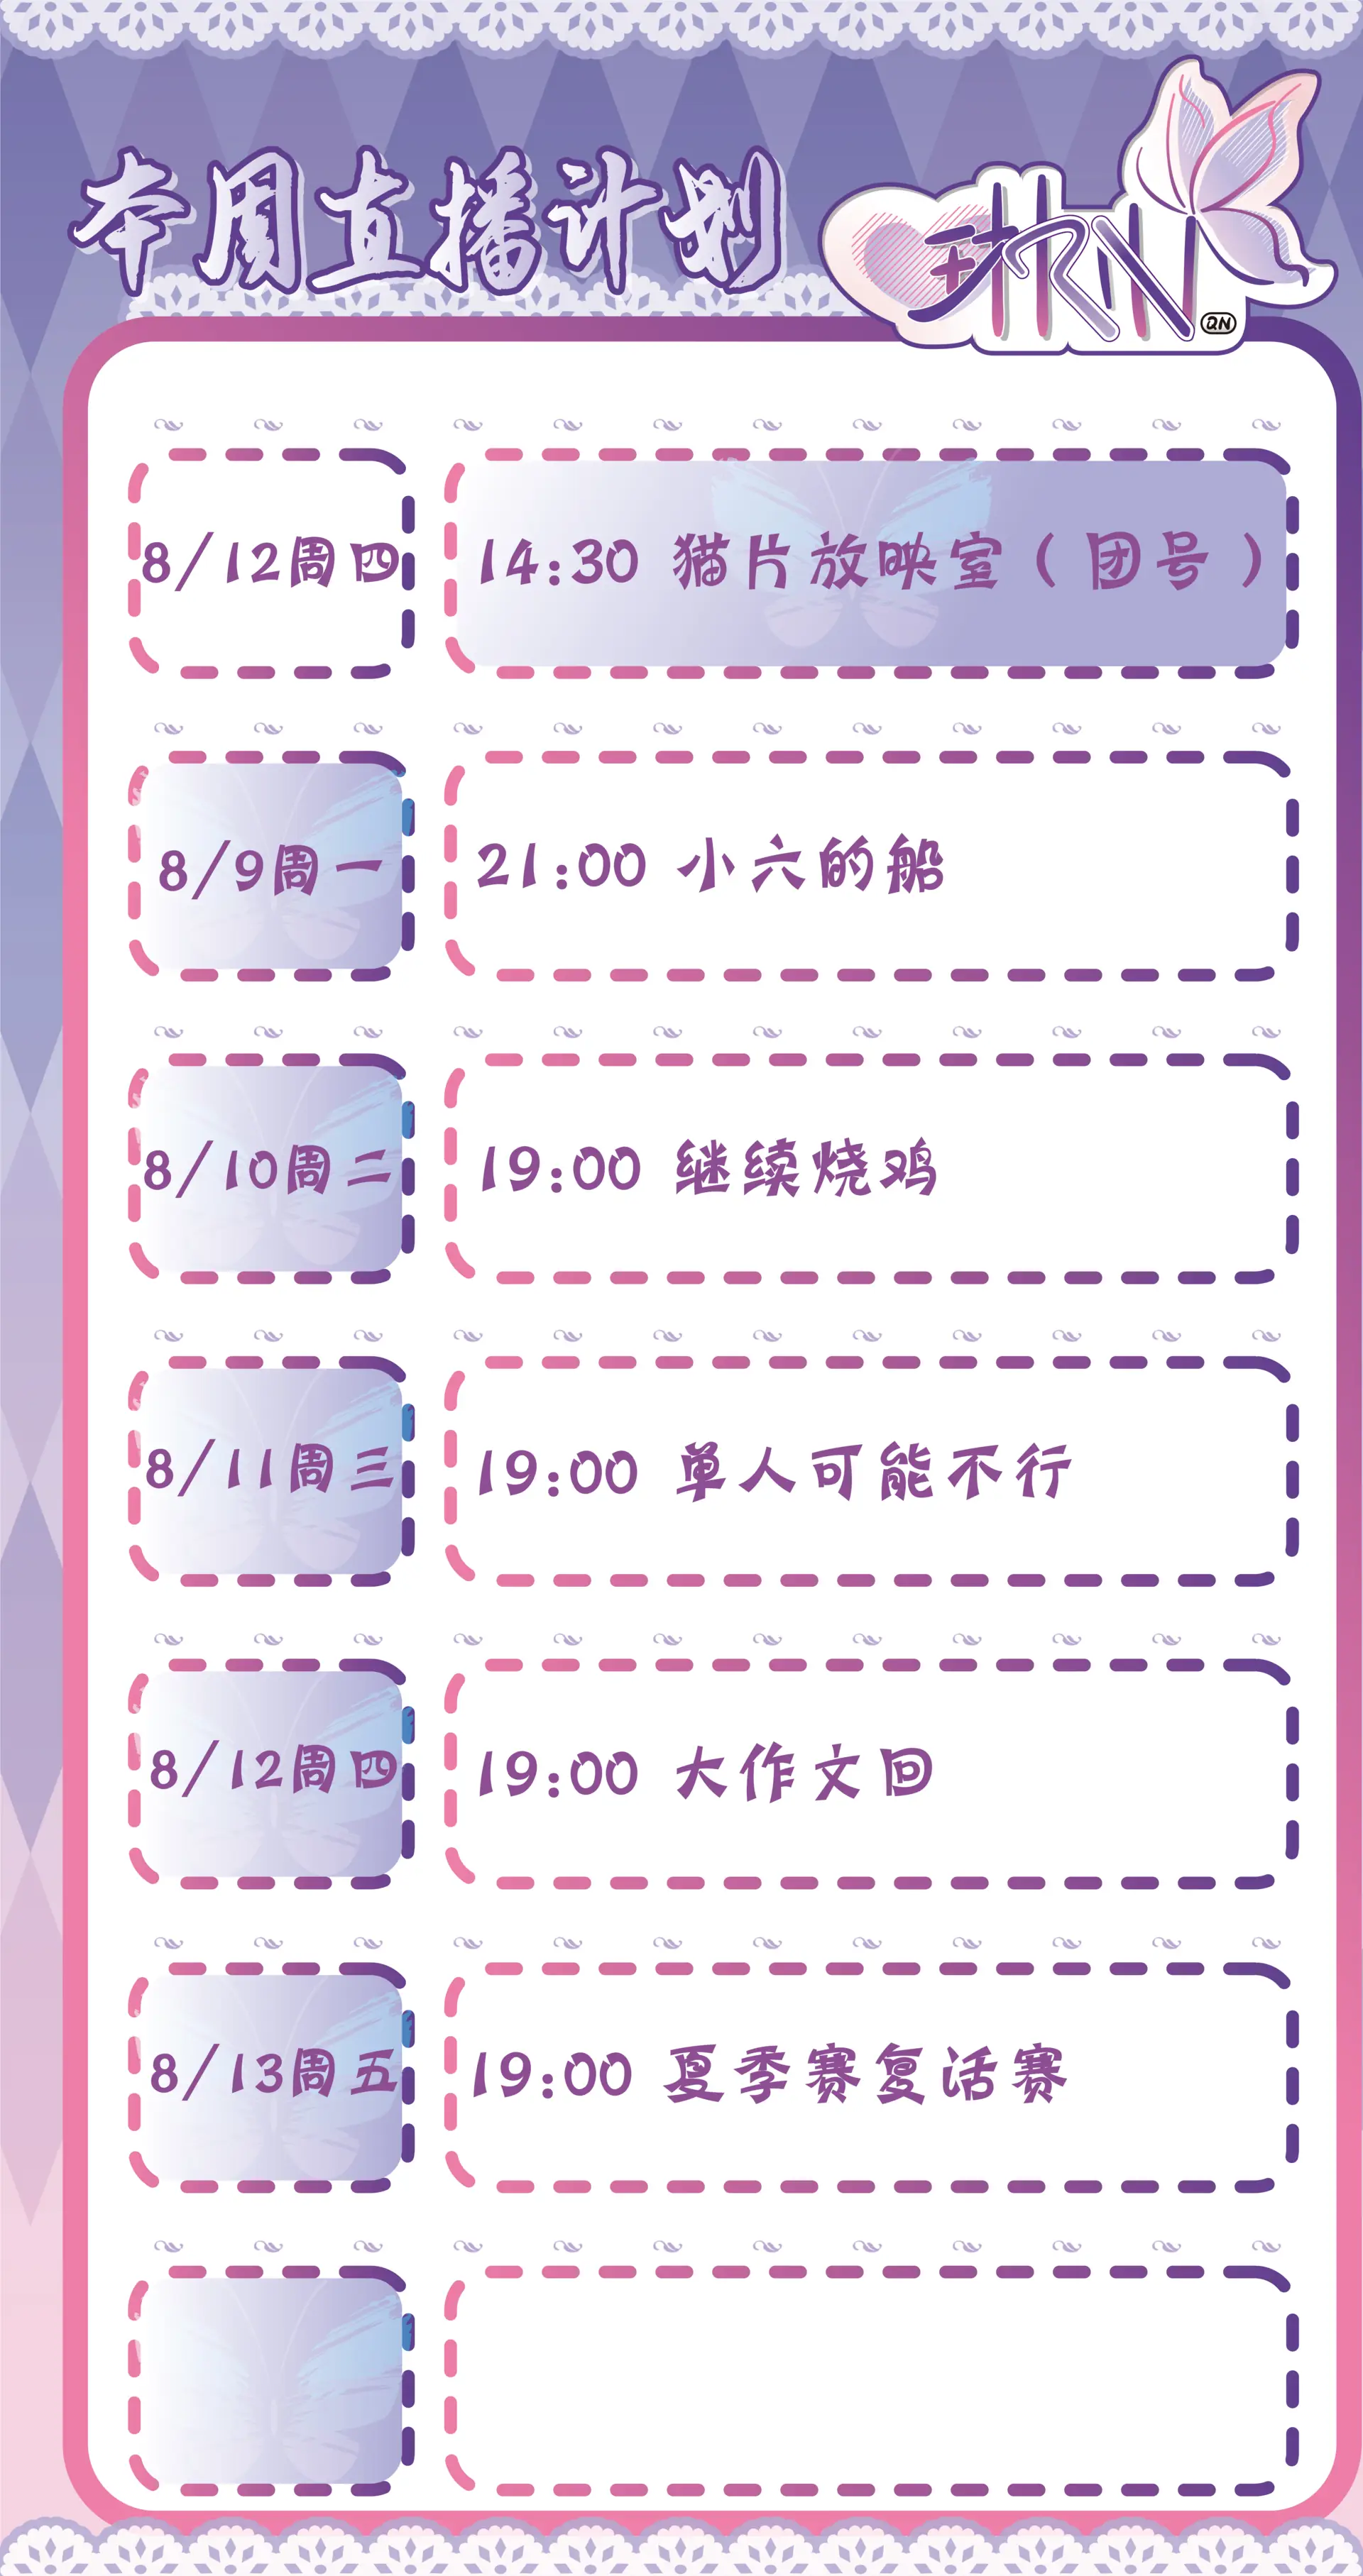 本周直播计划
QN
8/12周四 14:30 猫片放映室（团号）
8/9周一 21:00 小六的船
8/10周二 19:00 继续烧鸡
8/11周三 19:00 单人可能不行
8/12周四 19:00 大作文回
8/13周五 19:00 夏季赛复活赛